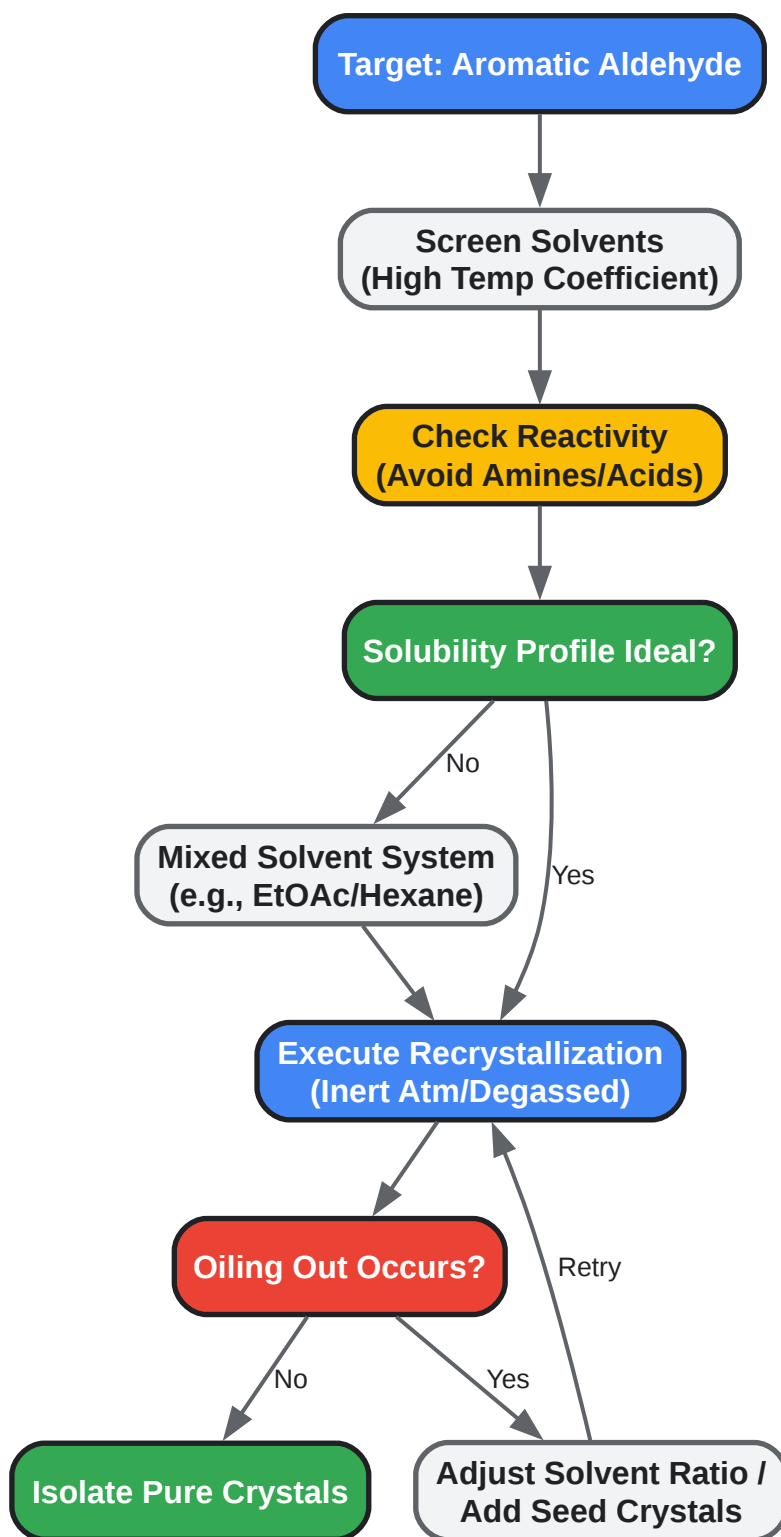 Target: Aromatic Aldehyde
Screen Solvents
(High Temp Coefficient)
Check Reactivity
(Avoid Amines/Acids)
Solubility Profile Ideal?
No
Mixed Solvent System
(e.g., EtOAc/Hexane)
Yes
Execute Recrystallization
(Inert Atm/Degassed)
Oiling Out Occurs?
Retry
No
Yes
Isolate Pure Crystals
Adjust Solvent Ratio /
Add Seed Crystals